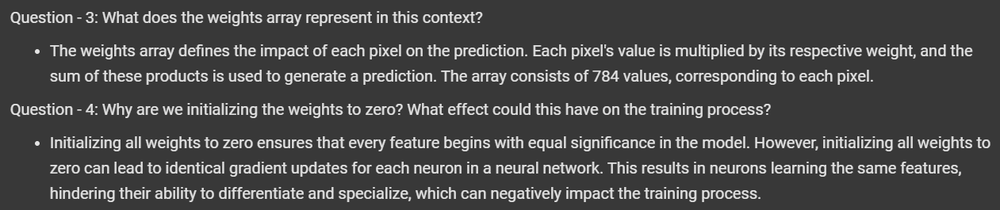 Question - 3: What does the weights array represent in this context?
• The weights array defines the impact of each pixel on the prediction. Each pixel's value is multiplied by its respective weight, and the
sum of these products is used to generate a prediction. The array consists of 784 values, corresponding to each pixel.
Question - 4: Why are we initializing the weights to zero? What effect could this have on the training process?
• Initializing all weights to zero ensures that every feature begins with equal significance in the model. However, initializing all weights to
zero can lead to identical gradient updates for each neuron in a neural network. This results in neurons learning the same features,
hindering their ability to differentiate and specialize, which can negatively impact the training process.